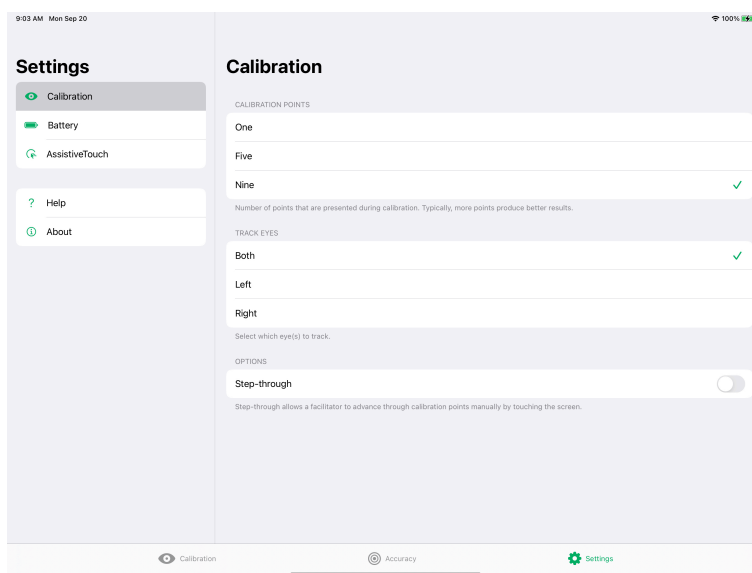 9:03 AM Mon Sep 20
100%
Settings
Calibration
Battery
AssistiveTouch
Help
About
Calibration
CALIBRATION POINTS
One
Five
Nine
Number of points that are presented during calibration. Typically, more points produce better results.
TRACK EYES
Both
Left
Right
Select which eye(s) to track.
OPTIONS
Step-through
Step-through allows a facilitator to advance through calibration points manually by touching the screen.
Calibration
Accuracy
Settings